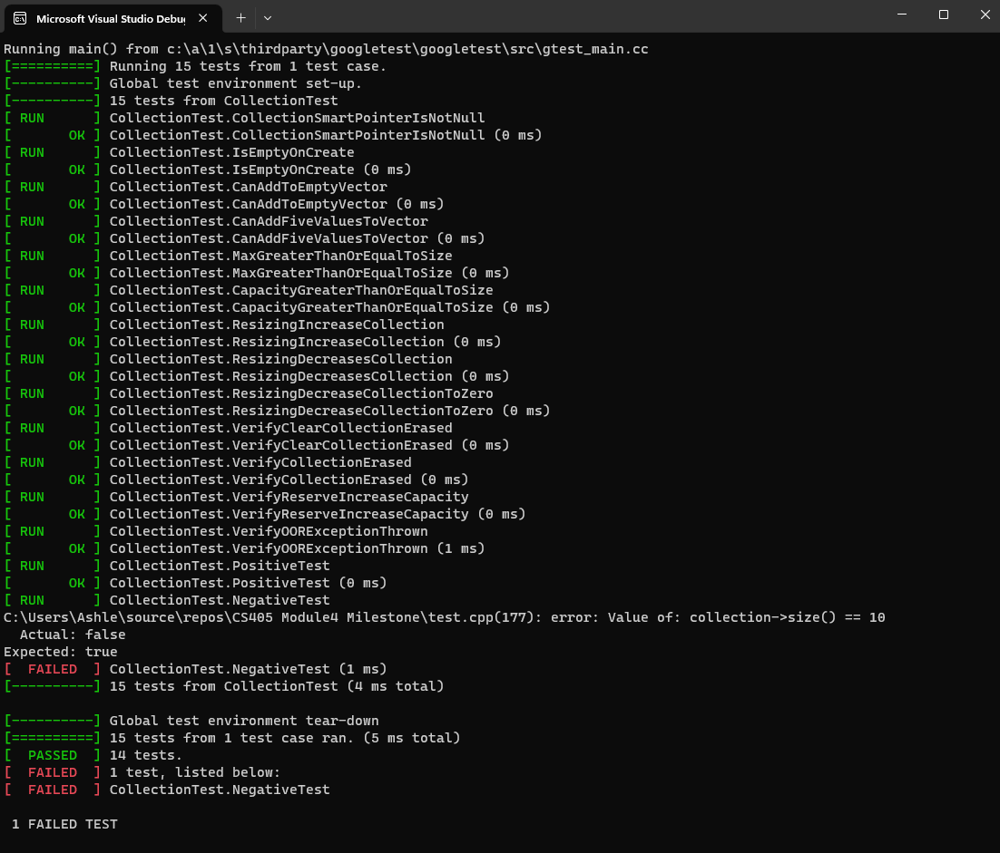 Microsoft Visual Studio Debug
Running main() from c:\a\1\s\thirdparty\googletest\googletest\src\gtest_main.cc
[==========] Running 15 tests from 1 test case.
[----------] Global test environment set-up.
[----------] 15 tests from CollectionTest
[ RUN      ] CollectionTest.CollectionSmartPointerIsNotNull
[       OK ] CollectionTest.CollectionSmartPointerIsNotNull (0 ms)
[ RUN      ] CollectionTest.IsEmptyOnCreate
[       OK ] CollectionTest.IsEmptyOnCreate (0 ms)
[ RUN      ] CollectionTest.CanAddToEmptyVector
[       OK ] CollectionTest.CanAddToEmptyVector (0 ms)
[ RUN      ] CollectionTest.CanAddFiveValuesToVector
[       OK ] CollectionTest.CanAddFiveValuesToVector (0 ms)
[ RUN      ] CollectionTest.MaxGreaterThanOrEqualToSize
[       OK ] CollectionTest.MaxGreaterThanOrEqualToSize (0 ms)
[ RUN      ] CollectionTest.CapacityGreaterThanOrEqualToSize
[       OK ] CollectionTest.CapacityGreaterThanOrEqualToSize (0 ms)
[ RUN      ] CollectionTest.ResizingIncreaseCollection
[       OK ] CollectionTest.ResizingIncreaseCollection (0 ms)
[ RUN      ] CollectionTest.ResizingDecreasesCollection
[       OK ] CollectionTest.ResizingDecreasesCollection (0 ms)
[ RUN      ] CollectionTest.ResizingDecreaseCollectionToZero
[       OK ] CollectionTest.ResizingDecreaseCollectionToZero (0 ms)
[ RUN      ] CollectionTest.VerifyClearCollectionErased
[       OK ] CollectionTest.VerifyClearCollectionErased (0 ms)
[ RUN      ] CollectionTest.VerifyCollectionErased
[       OK ] CollectionTest.VerifyCollectionErased (0 ms)
[ RUN      ] CollectionTest.VerifyReserveIncreaseCapacity
[       OK ] CollectionTest.VerifyReserveIncreaseCapacity (0 ms)
[ RUN      ] CollectionTest.VerifyOORExceptionThrown
[       OK ] CollectionTest.VerifyOORExceptionThrown (1 ms)
[ RUN      ] CollectionTest.PositiveTest
[       OK ] CollectionTest.PositiveTest (0 ms)
[ RUN      ] CollectionTest.NegativeTest
C:\Users\Ashle\source\repos\CS405 Module4 Milestone\test.cpp(177): error: Value of: collection->size() == 10
  Actual: false
Expected: true
[  FAILED  ] CollectionTest.NegativeTest (1 ms)
[----------] 15 tests from CollectionTest (4 ms total)
[----------] Global test environment tear-down
[==========] 15 tests from 1 test case ran. (5 ms total)
[  PASSED  ] 14 tests.
[  FAILED  ] 1 test, listed below:
[  FAILED  ] CollectionTest.NegativeTest
 1 FAILED TEST